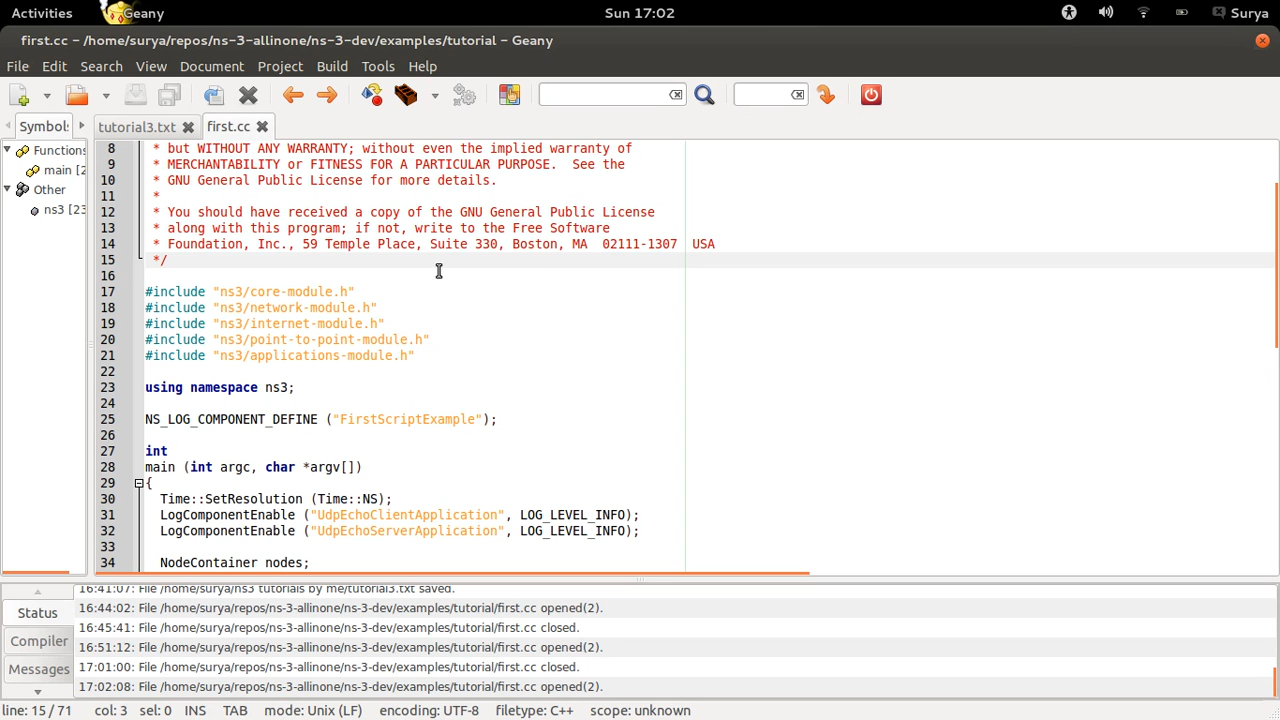 Activities Geany Sun 17:02 Surya
first.cc – /home/surya/repos/ns-3-allinone/ns-3-dev/examples/tutorial – Geany
File Edit Search View Document Project Build Tools Help
Symbols tutorial3.txt first.cc
Functions
main [2
Other
ns3 [23
8 * but WITHOUT ANY WARRANTY; without even the implied warranty of
9 * MERCHANTABILITY or FITNESS FOR A PARTICULAR PURPOSE.  See the
10 * GNU General Public License for more details.
11 *
12 * You should have received a copy of the GNU General Public License
13 * along with this program; if not, write to the Free Software
14 * Foundation, Inc., 59 Temple Place, Suite 330, Boston, MA  02111-1307  USA
15 */
16
17 #include "ns3/core-module.h"
18 #include "ns3/network-module.h"
19 #include "ns3/internet-module.h"
20 #include "ns3/point-to-point-module.h"
21 #include "ns3/applications-module.h"
22
23 using namespace ns3;
24
25 NS_LOG_COMPONENT_DEFINE ("FirstScriptExample");
26
27 int
28 main (int argc, char *argv[])
29 {
30 Time::SetResolution (Time::NS);
31 LogComponentEnable ("UdpEchoClientApplication", LOG_LEVEL_INFO);
32 LogComponentEnable ("UdpEchoServerApplication", LOG_LEVEL_INFO);
33
34 NodeContainer nodes;
Status
Compiler
Messages
16:41:07: File /home/surya/ns3 tutorials by me/tutorial3.txt saved.
16:44:02: File /home/surya/repos/ns-3-allinone/ns-3-dev/examples/tutorial/first.cc opened(2).
16:45:41: File /home/surya/repos/ns-3-allinone/ns-3-dev/examples/tutorial/first.cc closed.
16:51:12: File /home/surya/repos/ns-3-allinone/ns-3-dev/examples/tutorial/first.cc opened(2).
17:01:00: File /home/surya/repos/ns-3-allinone/ns-3-dev/examples/tutorial/first.cc closed.
17:02:08: File /home/surya/repos/ns-3-allinone/ns-3-dev/examples/tutorial/first.cc opened(2).
line: 15 / 71 col: 3 sel: 0 INS TAB mode: Unix (LF) encoding: UTF-8 filetype: C++ scope: unknown